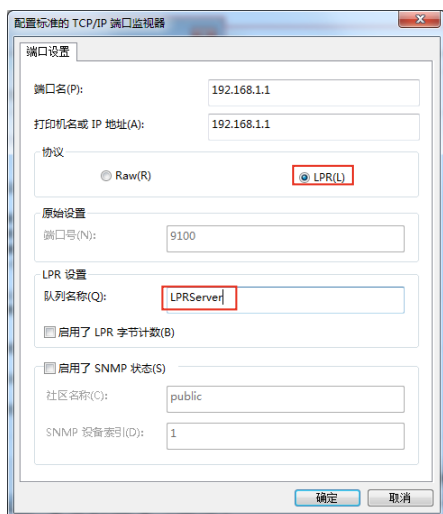 配置标准的 TCP/IP 端口监视器
端口设置
端口名(P): 192.168.1.1
打印机名或 IP 地址(A): 192.168.1.1
协议
Raw(R) LPR(L)
原始设置
端口号(N): 9100
LPR 设置
队列名称(Q): LPRServer
启用了 LPR 字节计数(B)
启用了 SNMP 状态(S)
社区名称(C): public
SNMP 设备索引(D): 1
确定 取消